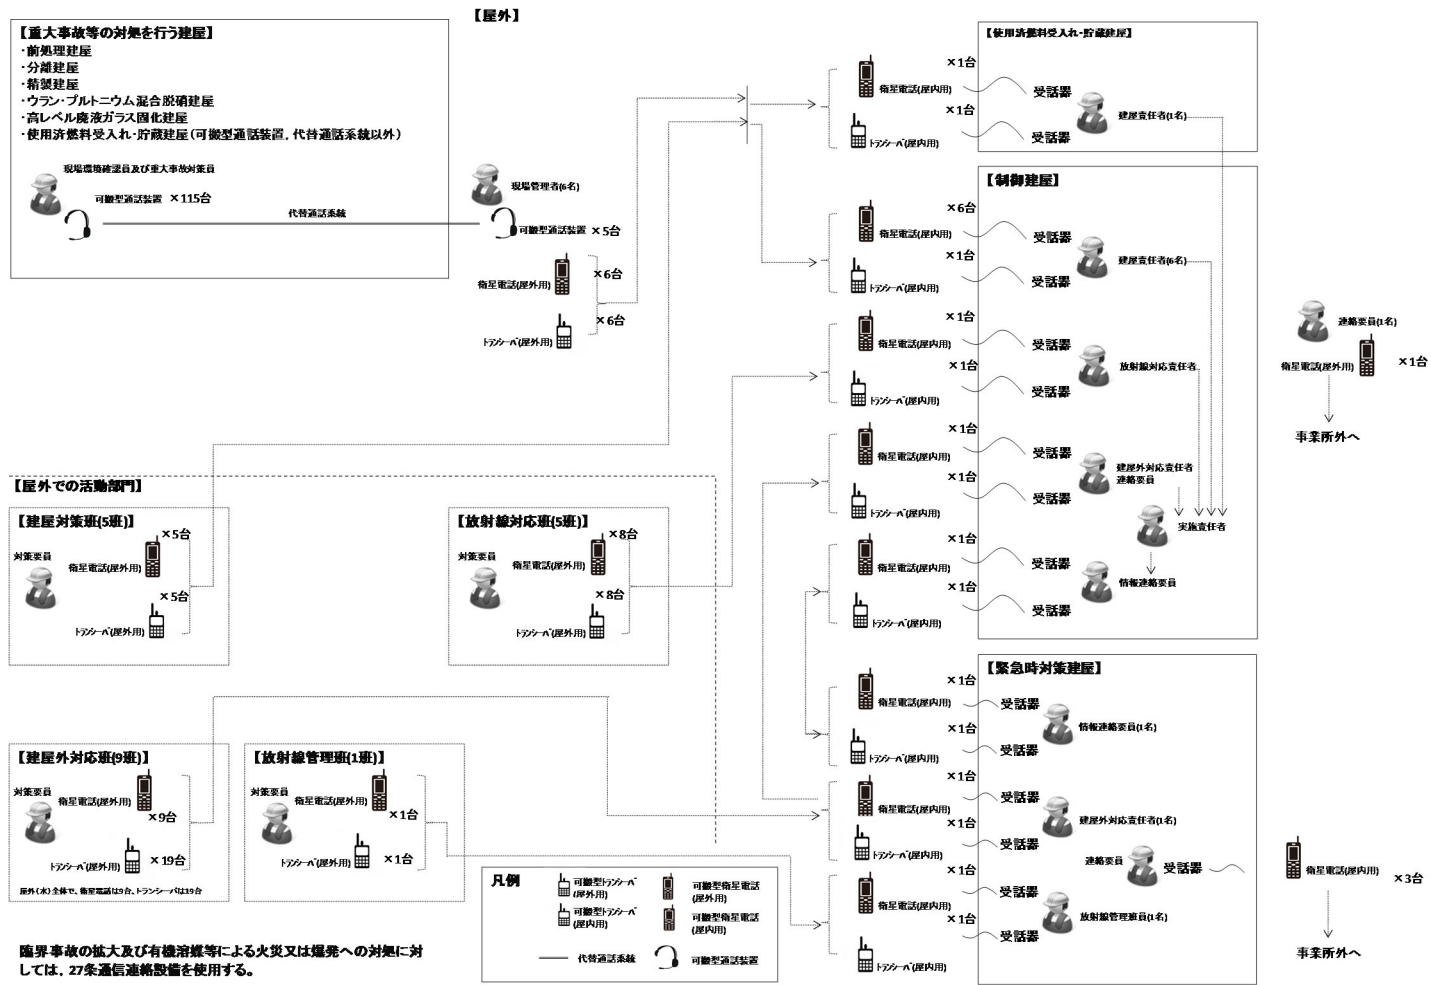 【屋外】
【重大事故等の対処を行う建屋】
・前処理建屋
・分離建屋
・精製建屋
・ウラン・プルトニウム混合脱硝建屋
・高レベル廃液ガラス固化建屋
・使用済燃料受入れ・貯蔵建屋（可搬型通話装置，代替通話系統以外）
現場環境確認員及び重大事故対策員
可搬型通話装置 ×115台
代替通話系統
現場管理者(6名)
可搬型通話装置 ×5台
×6台
衛星電話(屋外用)
×6台
ﾄﾗﾝｼｰﾊﾞ(屋外用)
【屋外での活動部門】
【建屋対策班(5班)】
×5台
対策要員
衛星電話(屋外用)
×5台
ﾄﾗﾝｼｰﾊﾞ(屋外用)
【放射線対応班(5班)】
×8台
対策要員
衛星電話(屋外用)
×8台
ﾄﾗﾝｼｰﾊﾞ(屋外用)
【建屋外対応班(9班)】
対策要員
衛星電話(屋外用)
×9台
×19台
ﾄﾗﾝｼｰﾊﾞ(屋外用)
屋外(水)全体で、衛星電話は9台、トランシーバは19台
【放射線管理班(1班)】
対策要員
衛星電話(屋外用)
×1台
×1台
ﾄﾗﾝｼｰﾊﾞ(屋外用)
臨界事故の拡大及び有機溶媒等による火災又は爆発への対処に対
しては，27条通信連絡設備を使用する。
凡例
可搬型ﾄﾗﾝｼｰﾊﾞ
(屋外用)
可搬型衛星電話
(屋外用)
可搬型ﾄﾗﾝｼｰﾊﾞ
(屋内用)
可搬型衛星電話
(屋内用)
代替通話系統
可搬型通話装置
【使用済燃料受入れ・貯蔵建屋】
×1台
衛星電話(屋内用)
受話器
×1台
建屋責任者(1名)
ﾄﾗﾝｼｰﾊﾞ(屋内用)
受話器
【制御建屋】
×6台
衛星電話(屋内用)
受話器
×1台
建屋責任者(6名)
ﾄﾗﾝｼｰﾊﾞ(屋内用)
受話器
×1台
衛星電話(屋内用)
受話器
×1台
放射線対応責任者
ﾄﾗﾝｼｰﾊﾞ(屋内用)
受話器
×1台
衛星電話(屋内用)
受話器
×1台
建屋外対応責任者
連絡要員
ﾄﾗﾝｼｰﾊﾞ(屋内用)
受話器
実施責任者
×1台
衛星電話(屋内用)
受話器
×1台
情報連絡要員
ﾄﾗﾝｼｰﾊﾞ(屋内用)
受話器
【緊急時対策建屋】
×1台
衛星電話(屋内用)
受話器
×1台
情報連絡要員(1名)
ﾄﾗﾝｼｰﾊﾞ(屋内用)
受話器
×1台
衛星電話(屋内用)
受話器
×1台
建屋外対応責任者(1名)
ﾄﾗﾝｼｰﾊﾞ(屋内用)
受話器
連絡要員
受話器
×1台
衛星電話(屋内用)
受話器
×1台
放射線管理班員(1名)
ﾄﾗﾝｼｰﾊﾞ(屋内用)
受話器
連絡要員(1名)
衛星電話(屋外用)
×1台
事業所外へ
衛星電話(屋内用)
×3台
事業所外へ